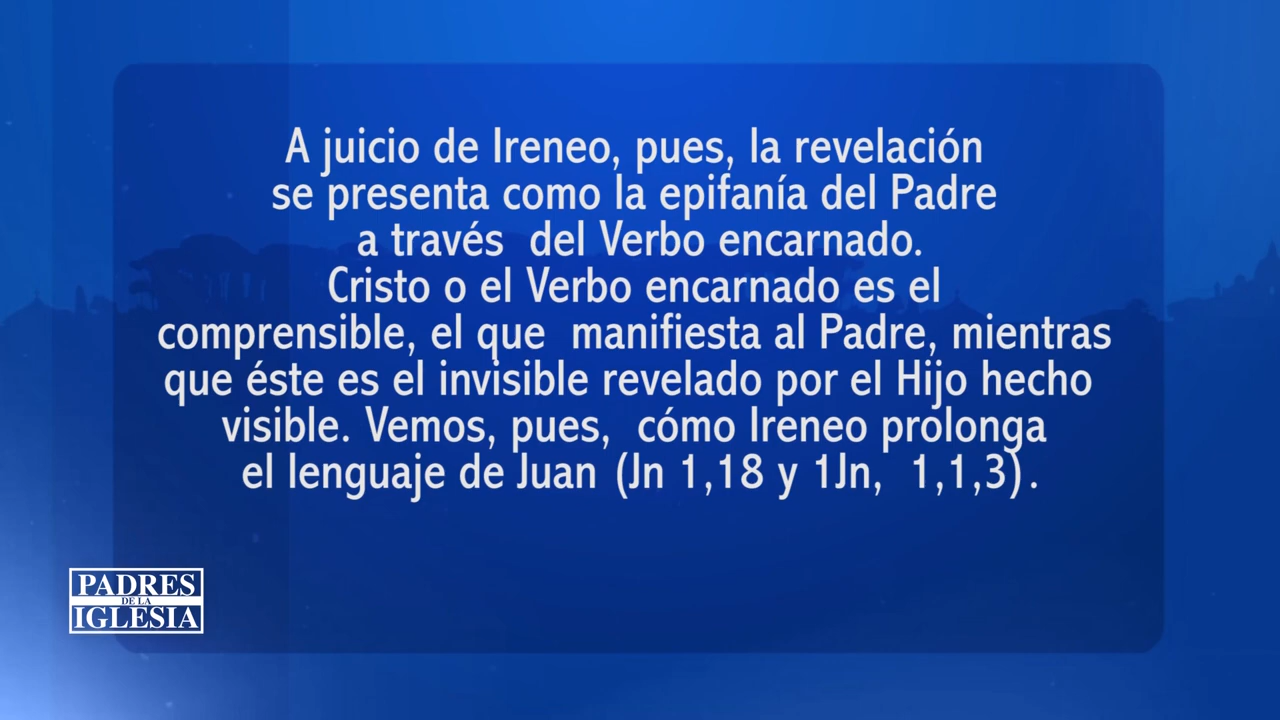 A juicio de Ireneo, pues, la revelación
se presenta como la epifanía del Padre
a través  del Verbo encarnado.
Cristo o el Verbo encarnado es el
comprensible, el que  manifiesta al Padre, mientras
que éste es el invisible revelado por el Hijo hecho
visible. Vemos, pues,  cómo Ireneo prolonga
el lenguaje de Juan (Jn 1,18 y 1Jn,  1,1,3).
PADRES
DE LA
IGLESIA